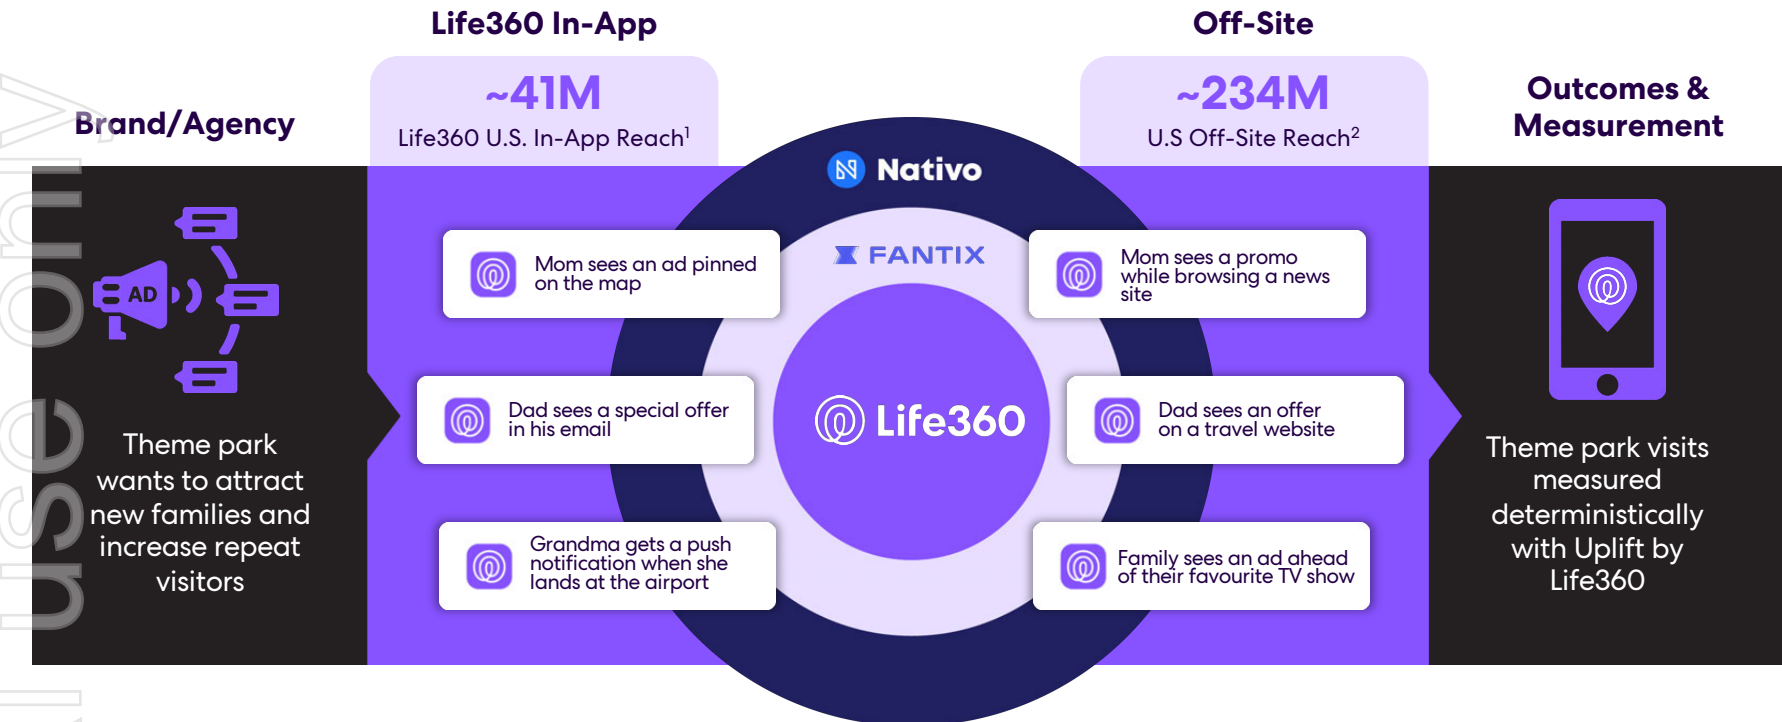 Life360 In-App
Off-Site
~41M
Life360 U.S. In-App Reach¹
~234M
U.S Off-Site Reach²
Brand/Agency
Outcomes &
Measurement
Nativo
FANTIX
Life360
AD
Theme park
wants to attract
new families and
increase repeat
visitors
Mom sees an ad pinned
on the map
Dad sees a special offer
in his email
Grandma gets a push
notification when she
lands at the airport
Mom sees a promo
while browsing a news
site
Dad sees an offer
on a travel website
Family sees an ad ahead
of their favourite TV show
Theme park visits
measured
deterministically
with Uplift by
Life360
use only